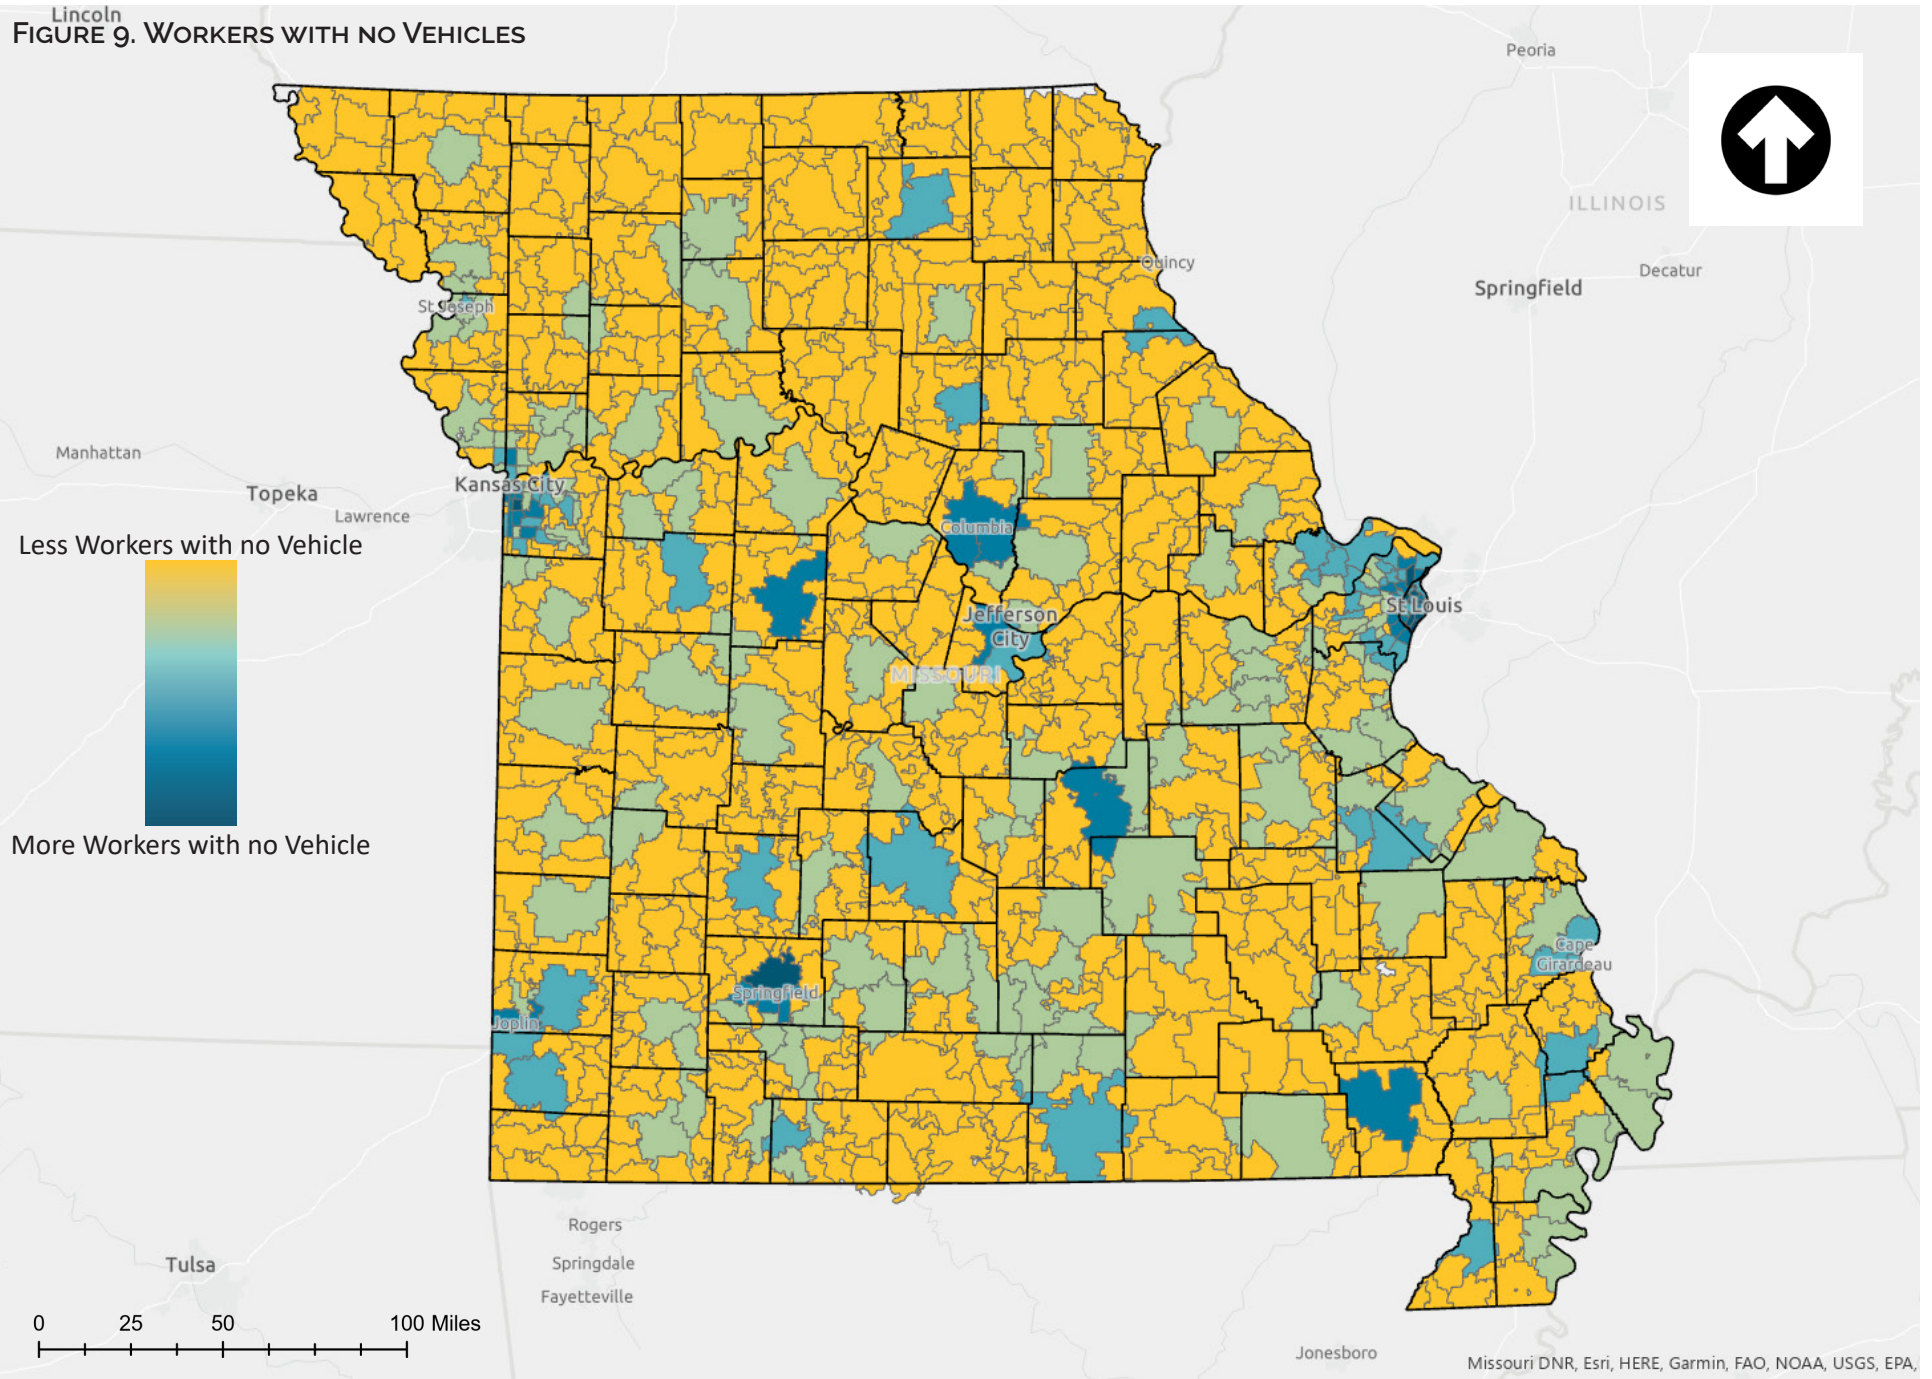 Lincoln
FIGURE 9. WORKERS WITH NO VEHICLES
Peoria
ILLINOIS
Quincy
Decatur
Springfield
St Joseph
Manhattan
Kansas City
Topeka
Lawrence
Columbia
Less Workers with no Vehicle
St Louis
Jefferson
City
MISSOURI
More Workers with no Vehicle
Cape
Girardeau
Springfield
Joplin
Rogers
Springdale
Tulsa
Fayetteville
0 25 50 100 Miles
Jonesboro
Missouri DNR, Esri, HERE, Garmin, FAO, NOAA, USGS, EPA,